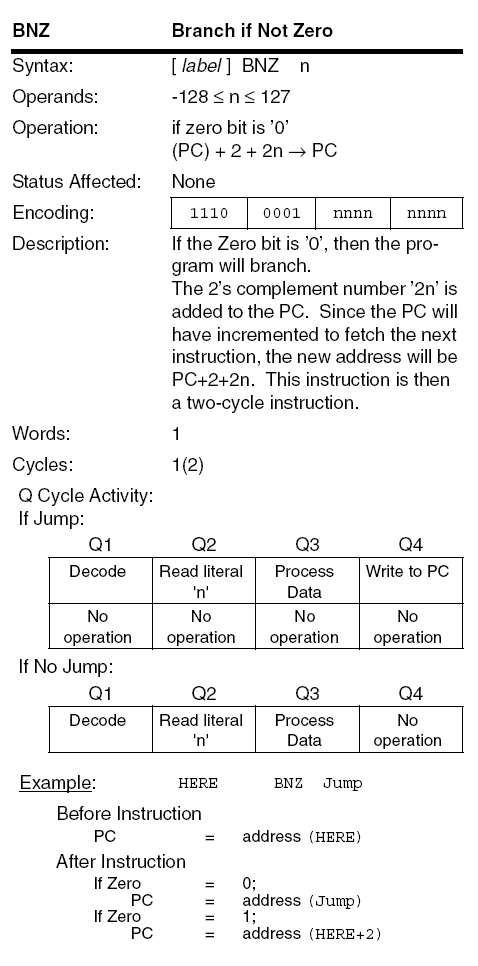 BNZ Branch if Not Zero
Syntax: [ label ] BNZ n
Operands: -128 ≤ n ≤ 127
Operation: if zero bit is ’0’
(PC) + 2 + 2n → PC
Status Affected: None
Encoding: 1110 0001 nnnn nnnn
Description: If the Zero bit is ’0’, then the pro-
gram will branch.
The 2’s complement number ’2n’ is
added to the PC. Since the PC will
have incremented to fetch the next
instruction, the new address will be
PC+2+2n. This instruction is then
a two-cycle instruction.
Words: 1
Cycles: 1(2)
Q Cycle Activity:
If Jump:
Q1 Q2 Q3 Q4
Decode Read literal Process Write to PC
'n' Data
No No No No
operation operation operation operation
If No Jump:
Q1 Q2 Q3 Q4
Decode Read literal Process No
'n' Data operation
Example: HERE BNZ Jump
Before Instruction
PC = address (HERE)
After Instruction
If Zero = 0;
PC = address (Jump)
If Zero = 1;
PC = address (HERE+2)